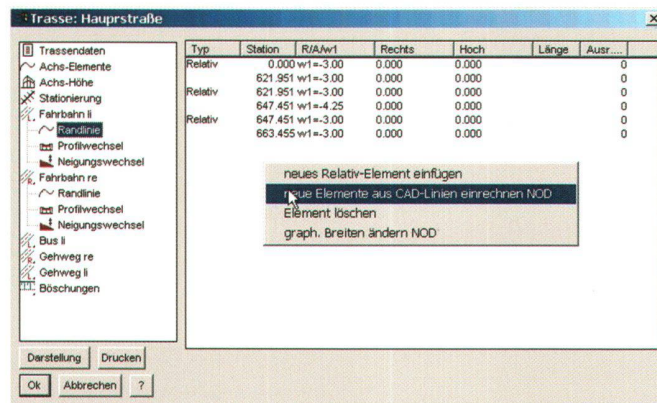 Trasse: Hauprstraße
Trassendaten
Achs-Elemente
Achs-Höhe
Stationierung
Fahrbahn li
Randlinie
Profilwechsel
Neigungswechsel
Fahrbahn re
Randlinie
Profilwechsel
Neigungswechsel
Bus li
Gehweg re
Gehweg li
Böschungen
Typ Station R/A/w1 Rechts Hoch Länge Ausr....
Relativ 0.000 w1=-3.00 0.000 0.000 0
621.951 w1=-3.00 0.000 0.000 0
Relativ 621.951 w1=-3.00 0.000 0.000 0
647.451 w1=-4.25 0.000 0.000 0
Relativ 647.451 w1=-3.00 0.000 0.000 0
663.455 w1=-3.00 0.000 0.000 0
neues Relativ-Element einfügen
neue Elemente aus CAD-Linien einrechnen NOD
Element löschen
graph. Breiten ändern NOD
Darstellung Drucken
Ok Abbrechen ?